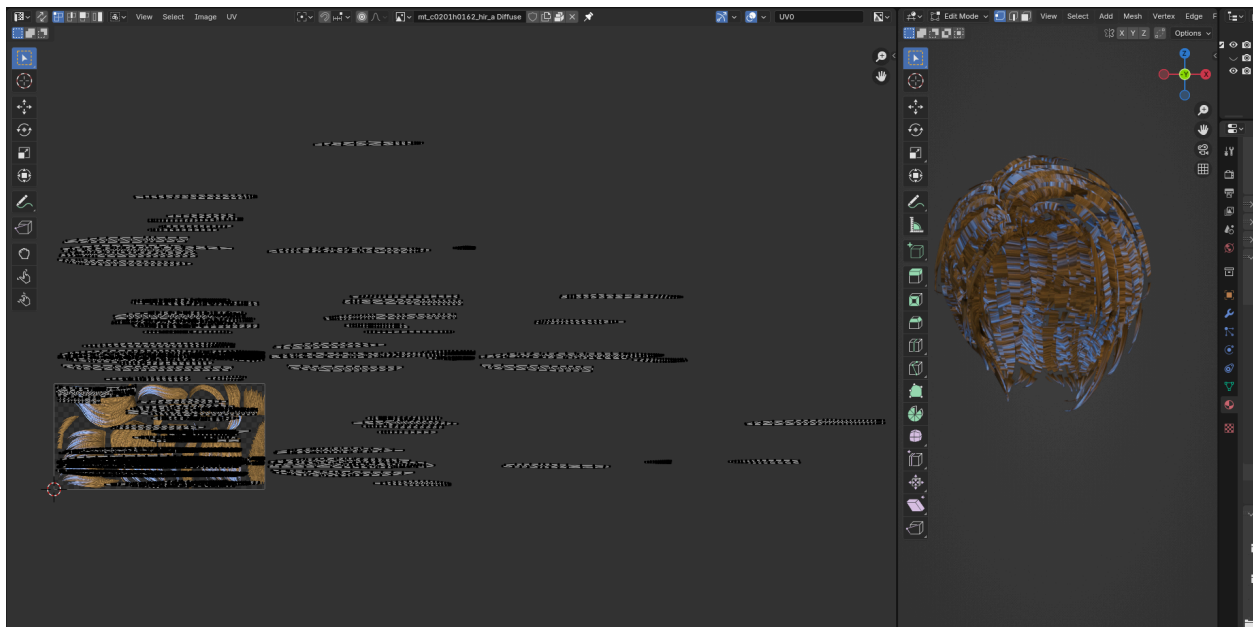 View Select Image UV mt_c0201h0162_hir_a Diffuse UV0 Edit Mode View Select Add Mesh Vertex Edge F
X Y Z Options
Z
-Y X